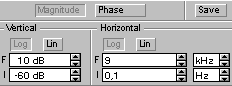 Magnitude Phase Save
Vertical Horizontal
Log Lin Log Lin
F 10 dB F 9 kHz
I -60 dB I 0,1 Hz